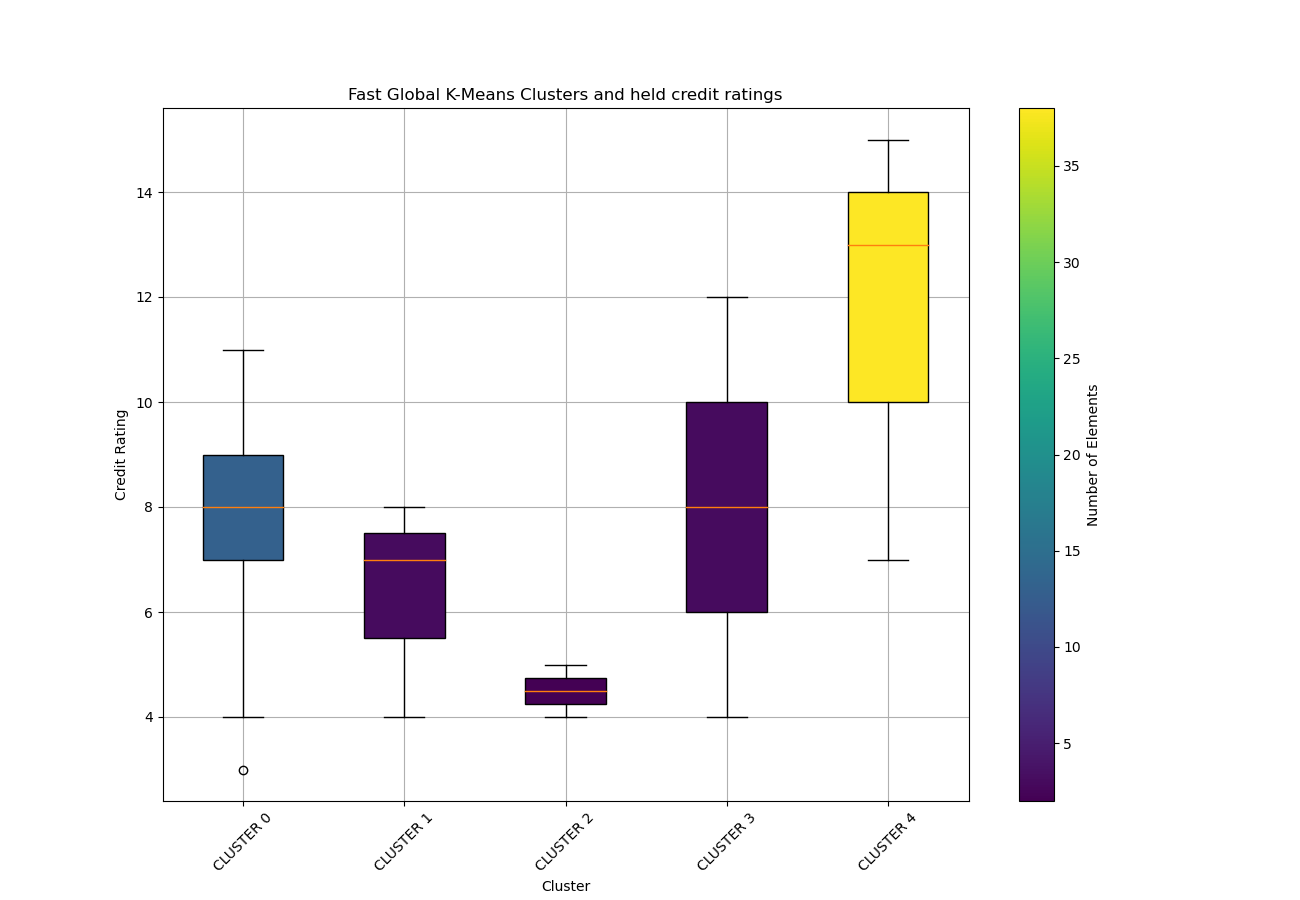 Fast Global K-Means Clusters and held credit ratings
14
12
10
8
6
4
Credit Rating
CLUSTER 0
CLUSTER 1
CLUSTER 2
CLUSTER 3
CLUSTER 4
Cluster
35
30
25
20
15
10
5
Number of Elements